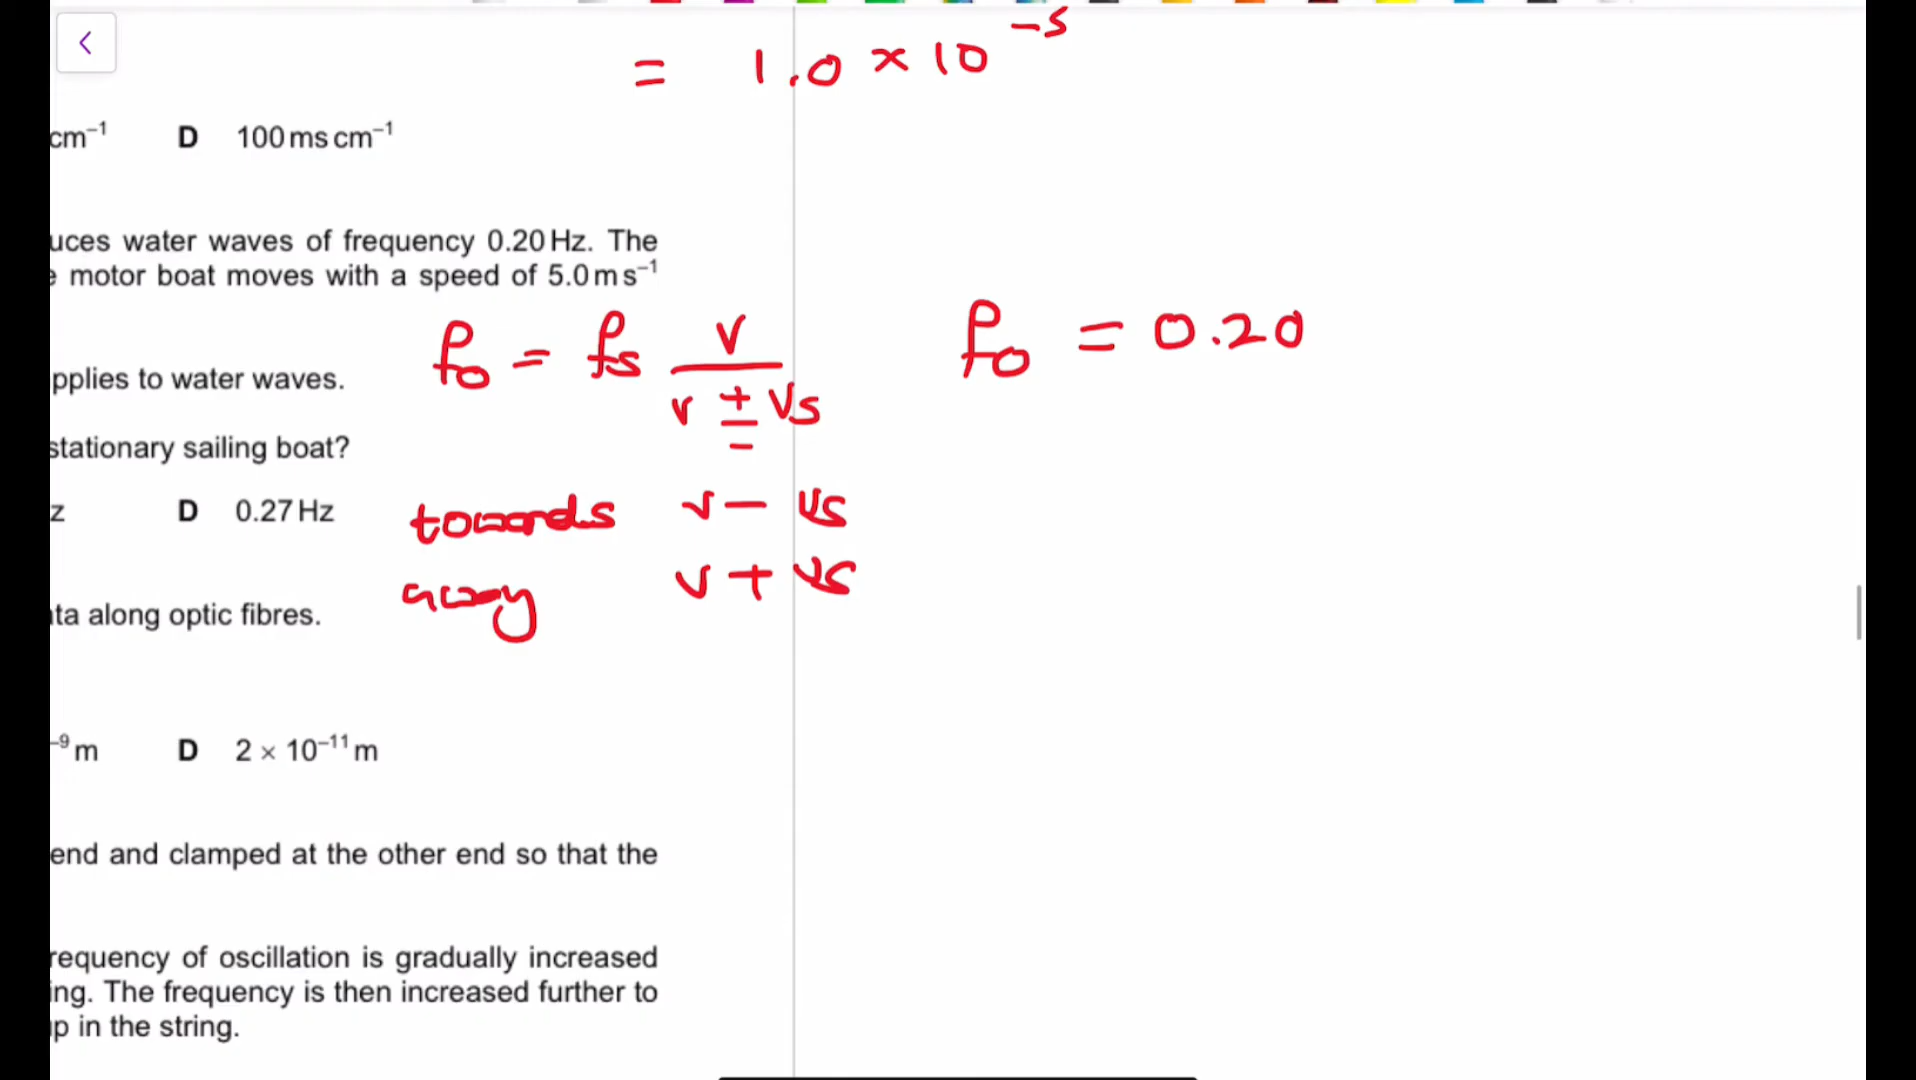 = 1.0 × 10⁻⁵
cm⁻¹ D 100 ms cm⁻¹
uces water waves of frequency 0.20 Hz. The
motor boat moves with a speed of 5.0 m s⁻¹
fo = fs v / v ± vs
fo = 0.20
pplies to water waves.
stationary sailing boat?
z D 0.27 Hz
towards v − vs
away v + vs
ta along optic fibres.
⁻⁹ m D 2 × 10⁻¹¹ m
end and clamped at the other end so that the
requency of oscillation is gradually increased
ing. The frequency is then increased further to
p in the string.